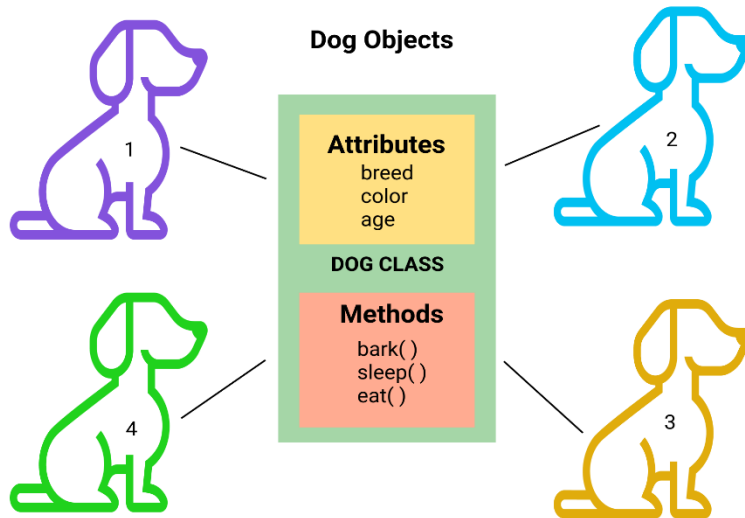 Dog Objects
1
2
Attributes
breed
color
age
DOG CLASS
Methods
bark( )
sleep( )
eat( )
4
3